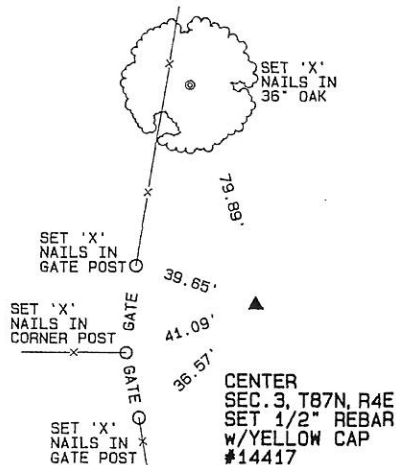 SET 'X'
NAILS IN
36" OAK
79.89'
SET 'X'
NAILS IN
GATE POST
39.65'
GATE
SET 'X'
NAILS IN
CORNER POST
41.09'
GATE
36.57'
CENTER
SEC.3, T87N, R4E
SET 1/2" REBAR
w/YELLOW CAP
#14417
SET 'X'
NAILS IN
GATE POST